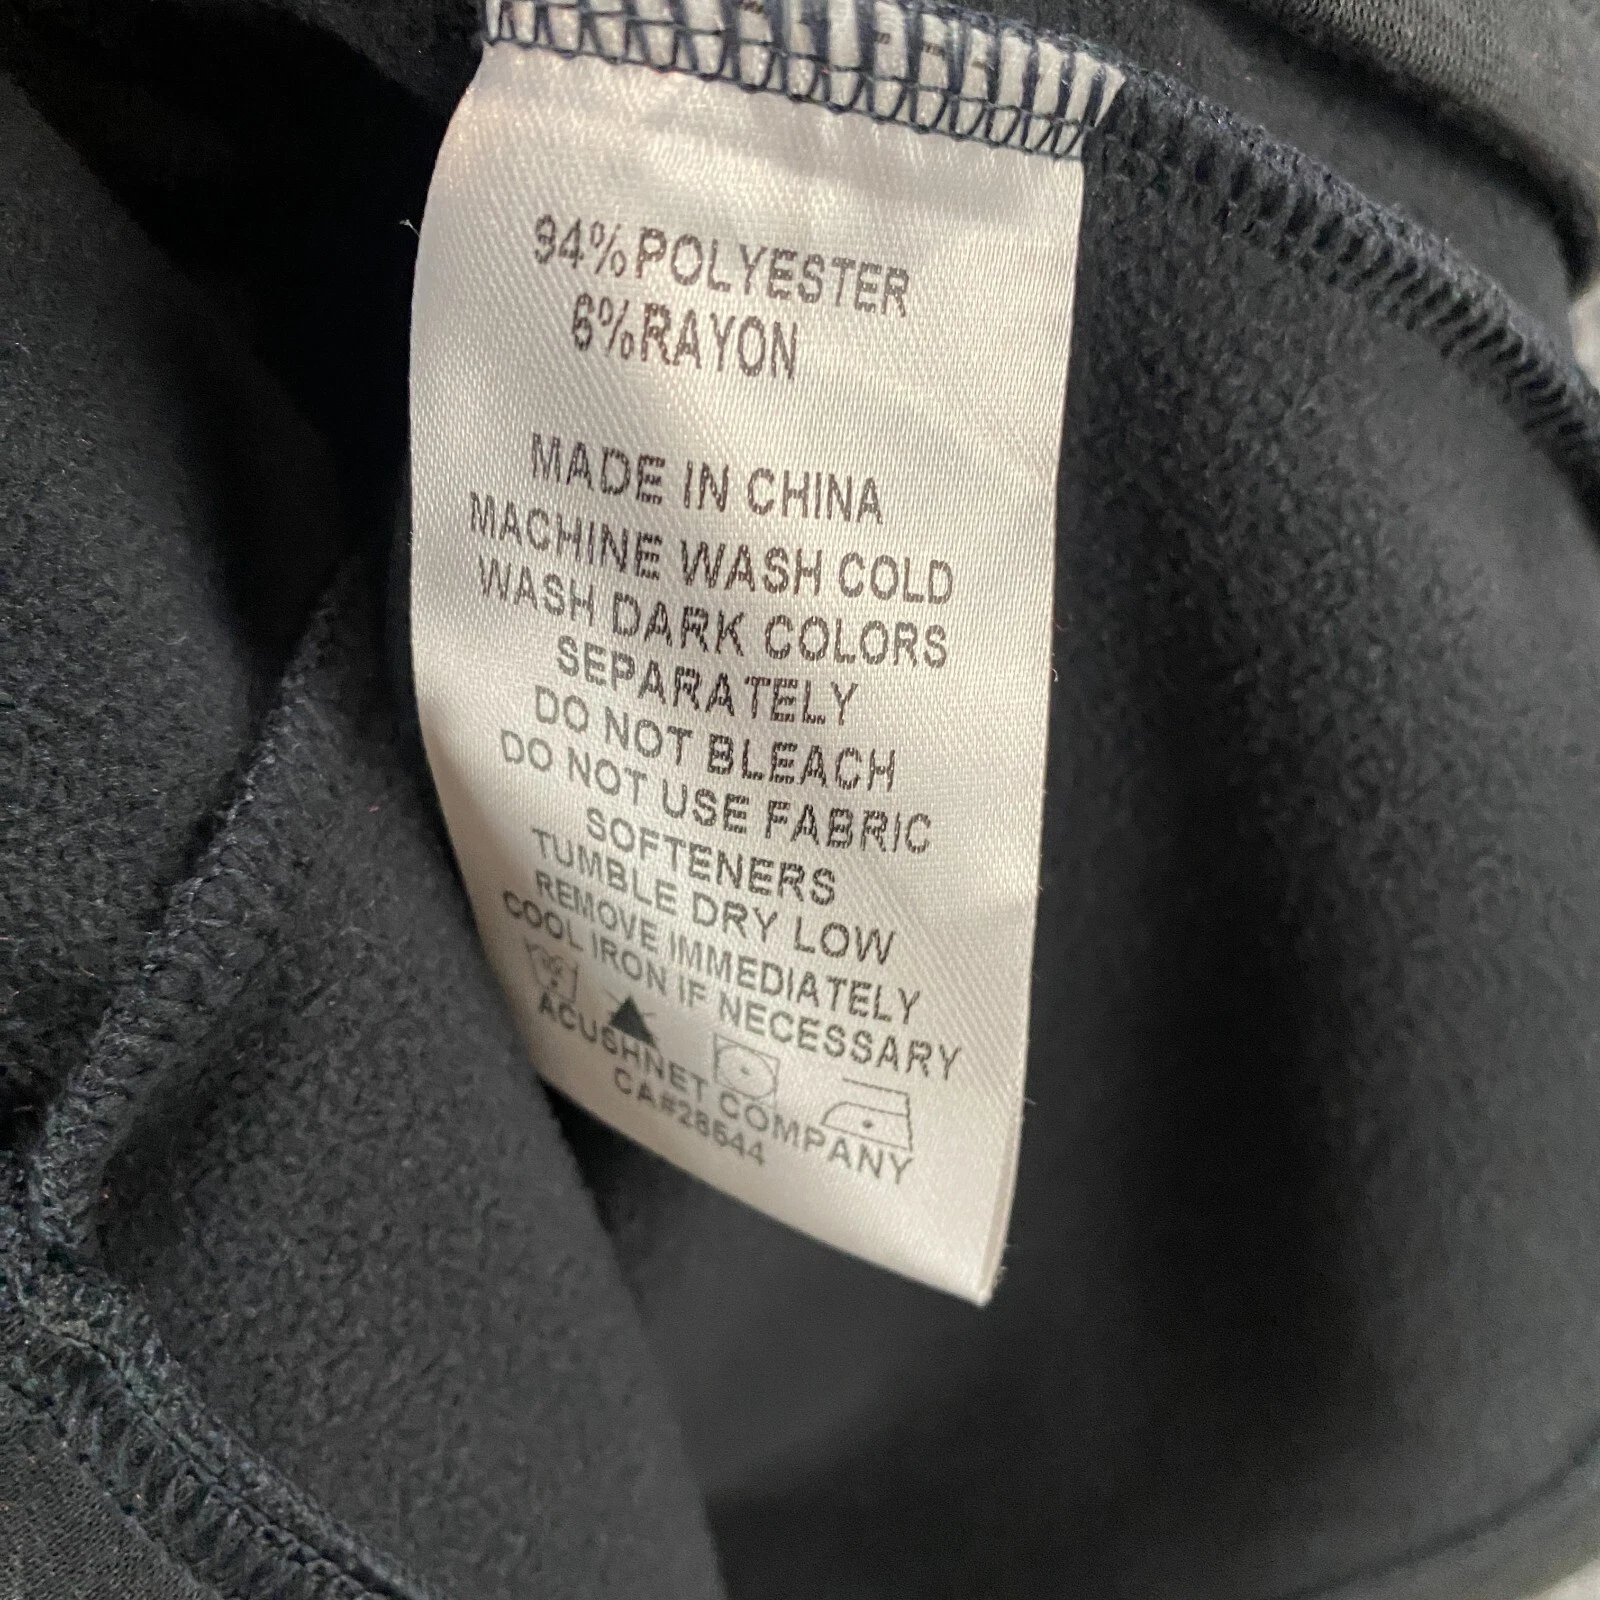 94% POLYESTER
6% RAYON
MADE IN CHINA
MACHINE WASH COLD
WASH DARK COLORS
SEPARATELY
DO NOT BLEACH
DO NOT USE FABRIC
SOFTENERS
TUMBLE DRY LOW
REMOVE IMMEDIATELY
COOL IRON IF NECESSARY
ACUSHNET COMPANY
CA#28644